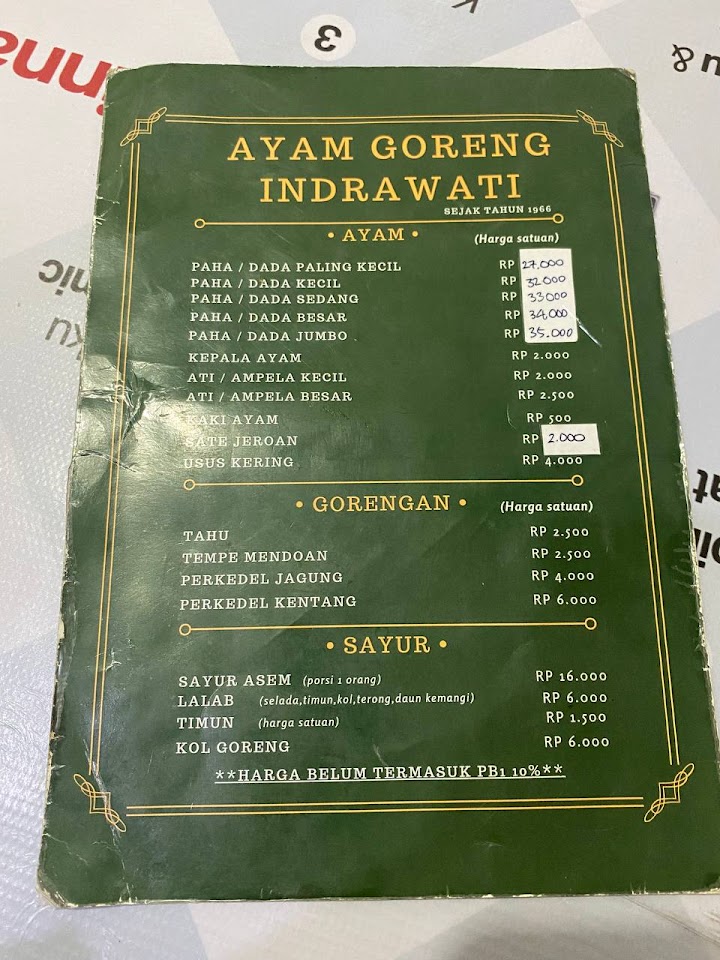 3
AYAM GORENG
INDRAWATI
SEJAK TAHUN 1966
• AYAM • (Harga satuan)
PAHA / DADA PALING KECIL RP 27,000
PAHA / DADA KECIL RP 32000
PAHA / DADA SEDANG RP 33000
PAHA / DADA BESAR RP 34,000
PAHA / DADA JUMBO RP 35.000
KEPALA AYAM RP 2.000
ATI / AMPELA KECIL RP 2.000
ATI / AMPELA BESAR RP 2.500
KAKI AYAM RP 500
SATE JEROAN RP 2.000
USUS KERING RP 4.000
• GORENGAN • (Harga satuan)
TAHU RP 2.500
TEMPE MENDOAN RP 2.500
PERKEDEL JAGUNG RP 4.000
PERKEDEL KENTANG RP 6.000
• SAYUR •
SAYUR ASEM (porsi 1 orang) RP 16.000
LALAB (selada,timun,kol,terong,daun kemangi) RP 6.000
TIMUN (harga satuan) RP 1.500
KOL GORENG RP 6.000
**HARGA BELUM TERMASUK PB1 10%**